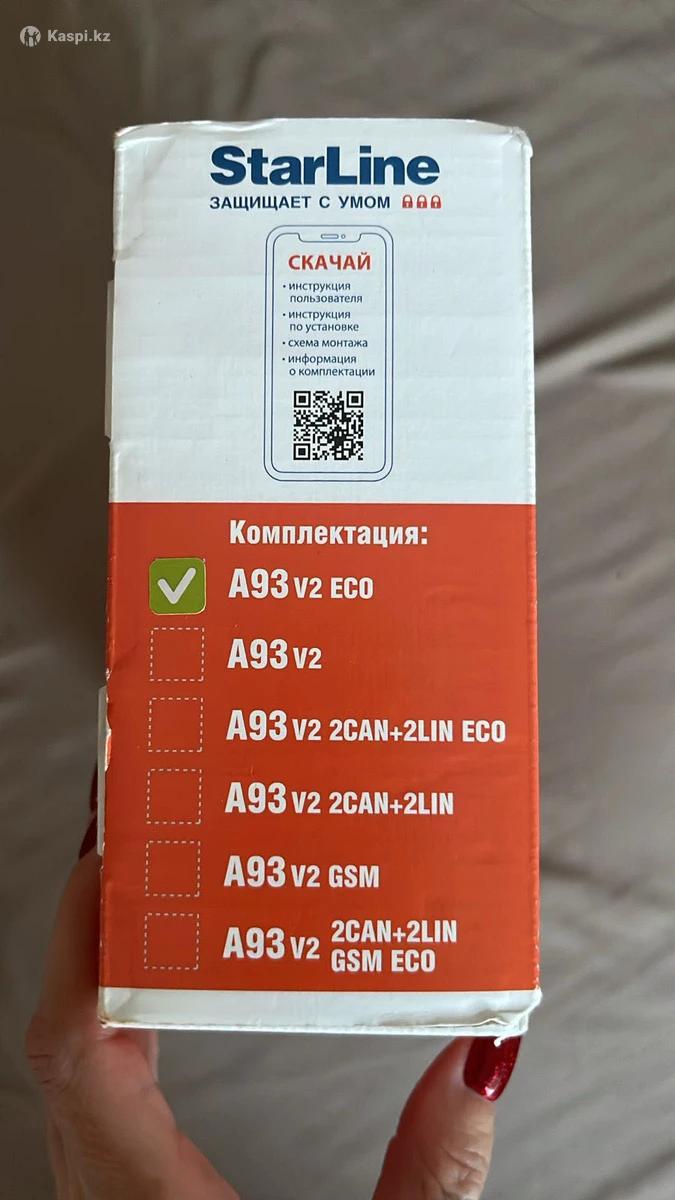 Kaspi.kz
StarLine
ЗАЩИЩАЕТ С УМОМ
СКАЧАЙ
• инструкция
пользователя
• инструкция
по установке
• схема монтажа
• информация
о комплектации
Комплектация:
A93 V2 ECO
A93 V2
A93 V2 2CAN+2LIN ECO
A93 V2 2CAN+2LIN
A93 V2 GSM
A93 V2 2CAN+2LIN
GSM ECO